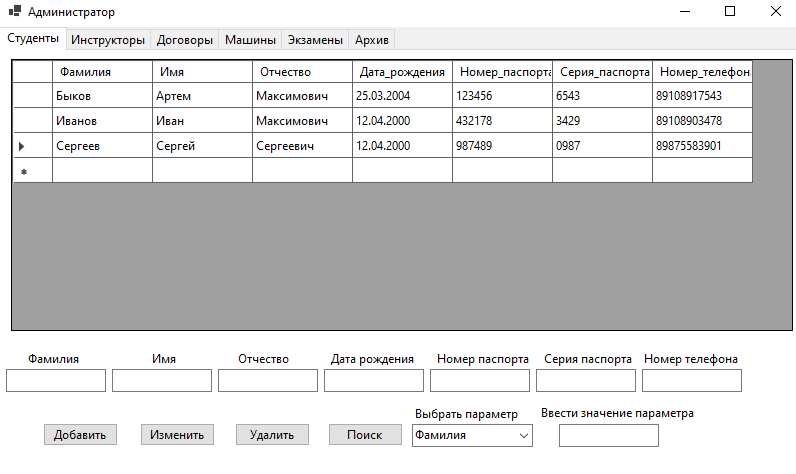 Администратор
Студенты Инструкторы Договоры Машины Экзамены Архив
Фамилия Имя Отчество Дата_рождения Номер_паспорта Серия_паспорта Номер_телефона
Быков Артем Максимович 25.03.2004 123456 6543 89108917543
Иванов Иван Максимович 12.04.2000 432178 3429 89108903478
Сергеев Сергей Сергеевич 12.04.2000 987489 0987 89875583901
Фамилия Имя Отчество Дата рождения Номер паспорта Серия паспорта Номер телефона
Выбрать параметр Ввести значение параметра
Добавить Изменить Удалить Поиск Фамилия